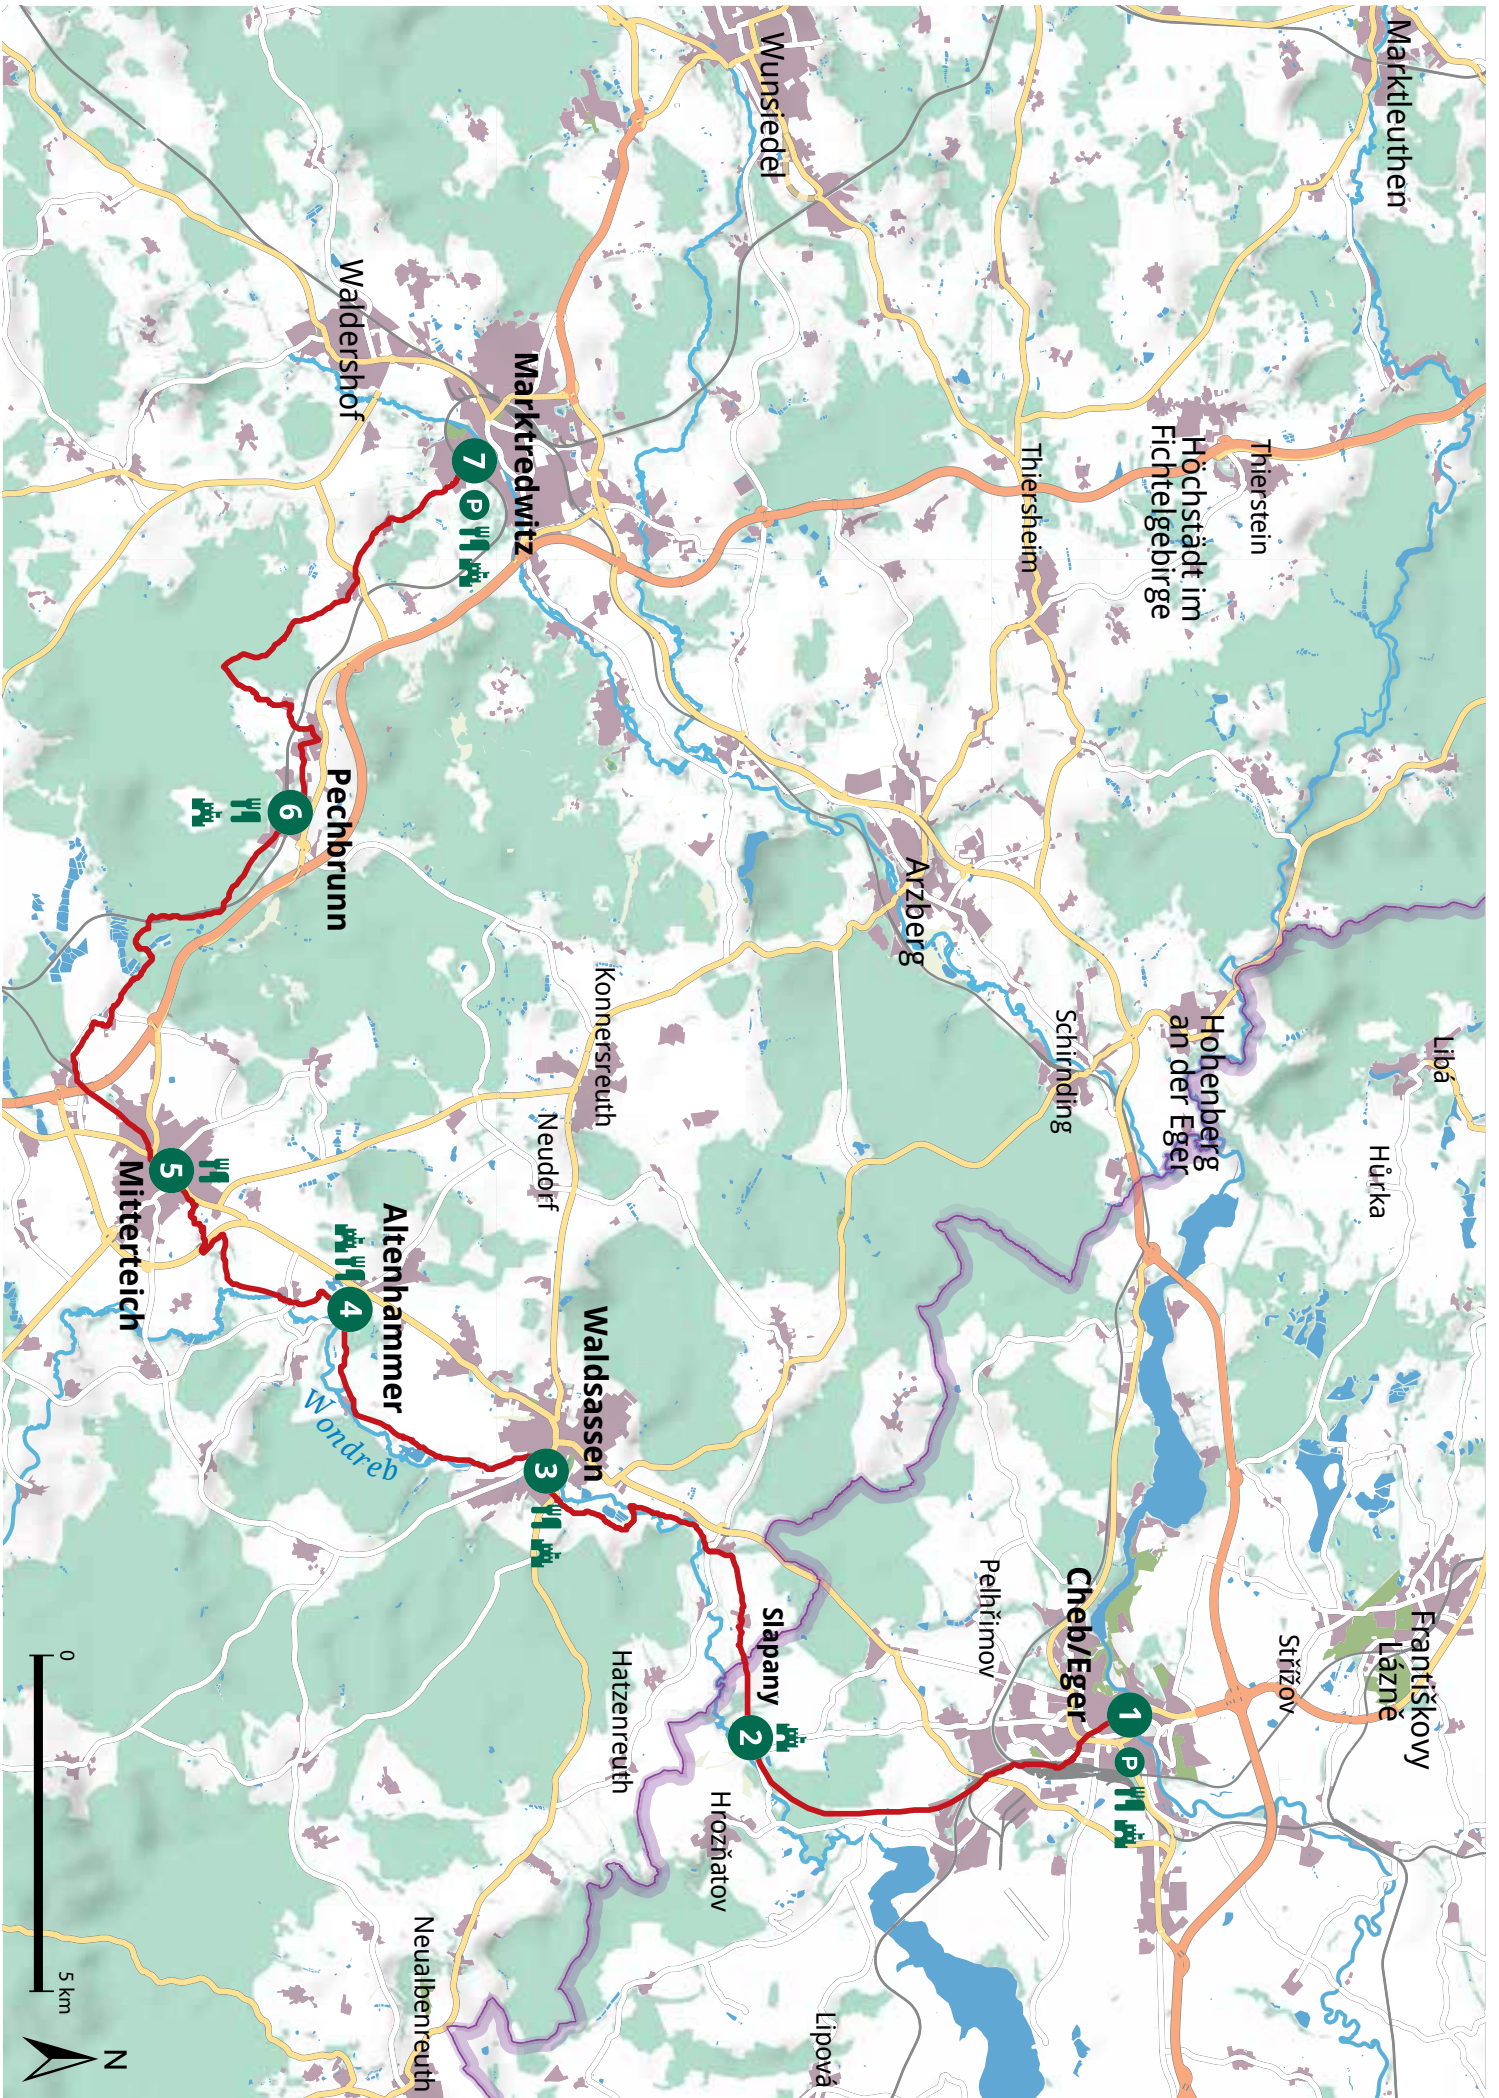 Marktleuthen
Wunsiedel
Thierstein
Höchstädt im
Fichtelgebirge
Thiersheim
Waldershof
Marktredwitz
7
P
Libá
Hohenberg
an der Eger
Hůrka
Schirnding
Arzberg
Pechbrunn
6
Konnersreuth
Neudorf
Mitterteich
5
Altenhammer
4
Wondreb
Waldsassen
3
Františkovy
Lázně
Střížov
Cheb/Eger
1
P
Pelhřimov
Slapany
2
Hatzenreuth
Hrozňatov
Lipová
Neualbenreuth
0
5 km
N